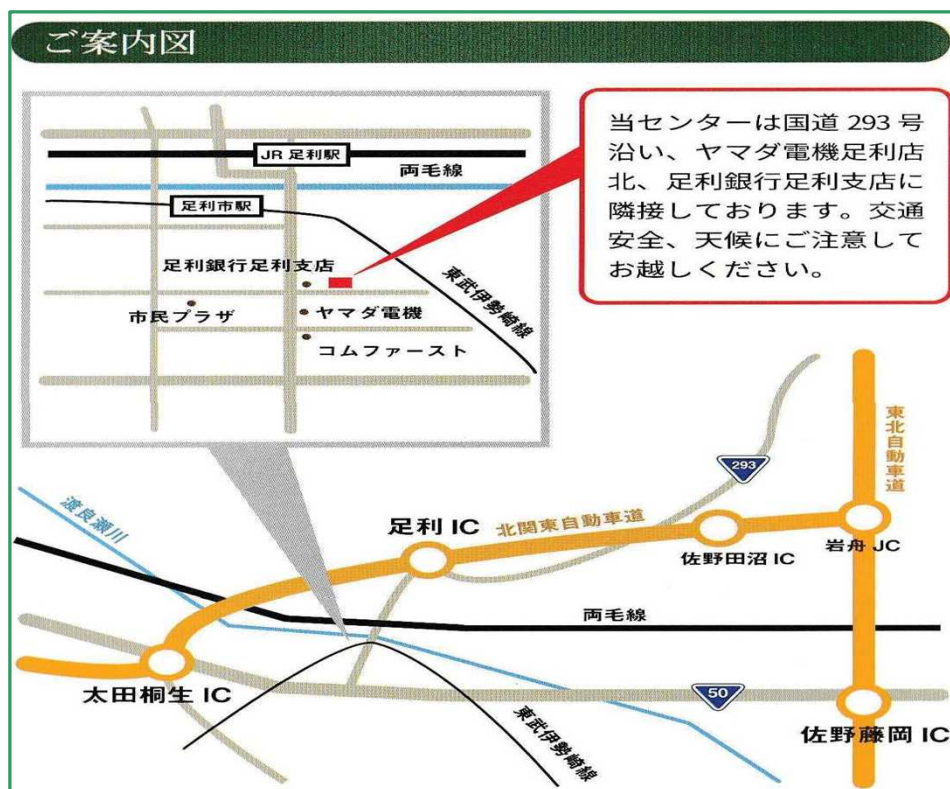 ご案内図
当センターは国道 293 号
沿い、ヤマダ電機足利店
北、足利銀行足利支店に
隣接しております。交通
安全、天候にご注意して
お越しください。
JR 足利駅
両毛線
足利市駅
足利銀行足利支店
東武伊勢崎線
市民プラザ
ヤマダ電機
コムファースト
東北自動車道
293
渡良瀬川
足利 IC
北関東自動車道
佐野田沼 IC
岩舟 JC
両毛線
太田桐生 IC
50
東武伊勢崎線
佐野藤岡 IC